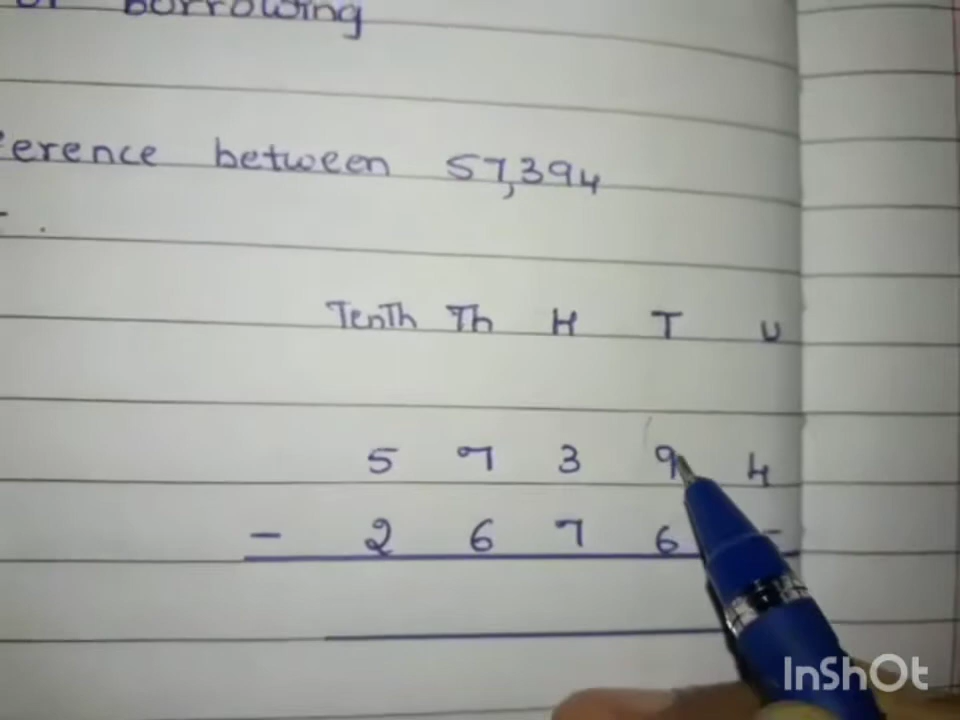 borrowing
erence between 57,394
TenTh Th H T U
5 7 3 9 4
- 2 6 7 6
InShOt